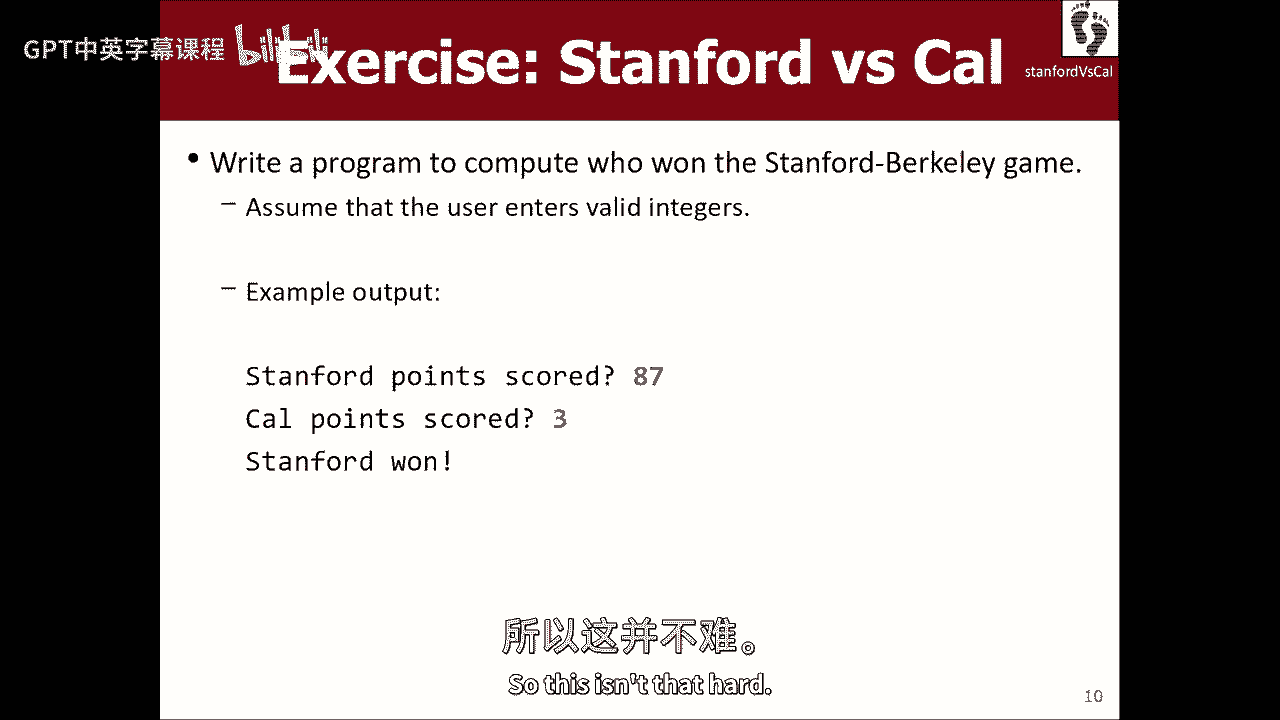 GPT中英字幕课程 bilibili
Exercise: Stanford vs Cal
stanfordVsCal
• Write a program to compute who won the Stanford-Berkeley game.
– Assume that the user enters valid integers.
– Example output:
Stanford points scored? 87
Cal points scored? 3
Stanford won!
所以这并不难。
So this isn't that hard.
10